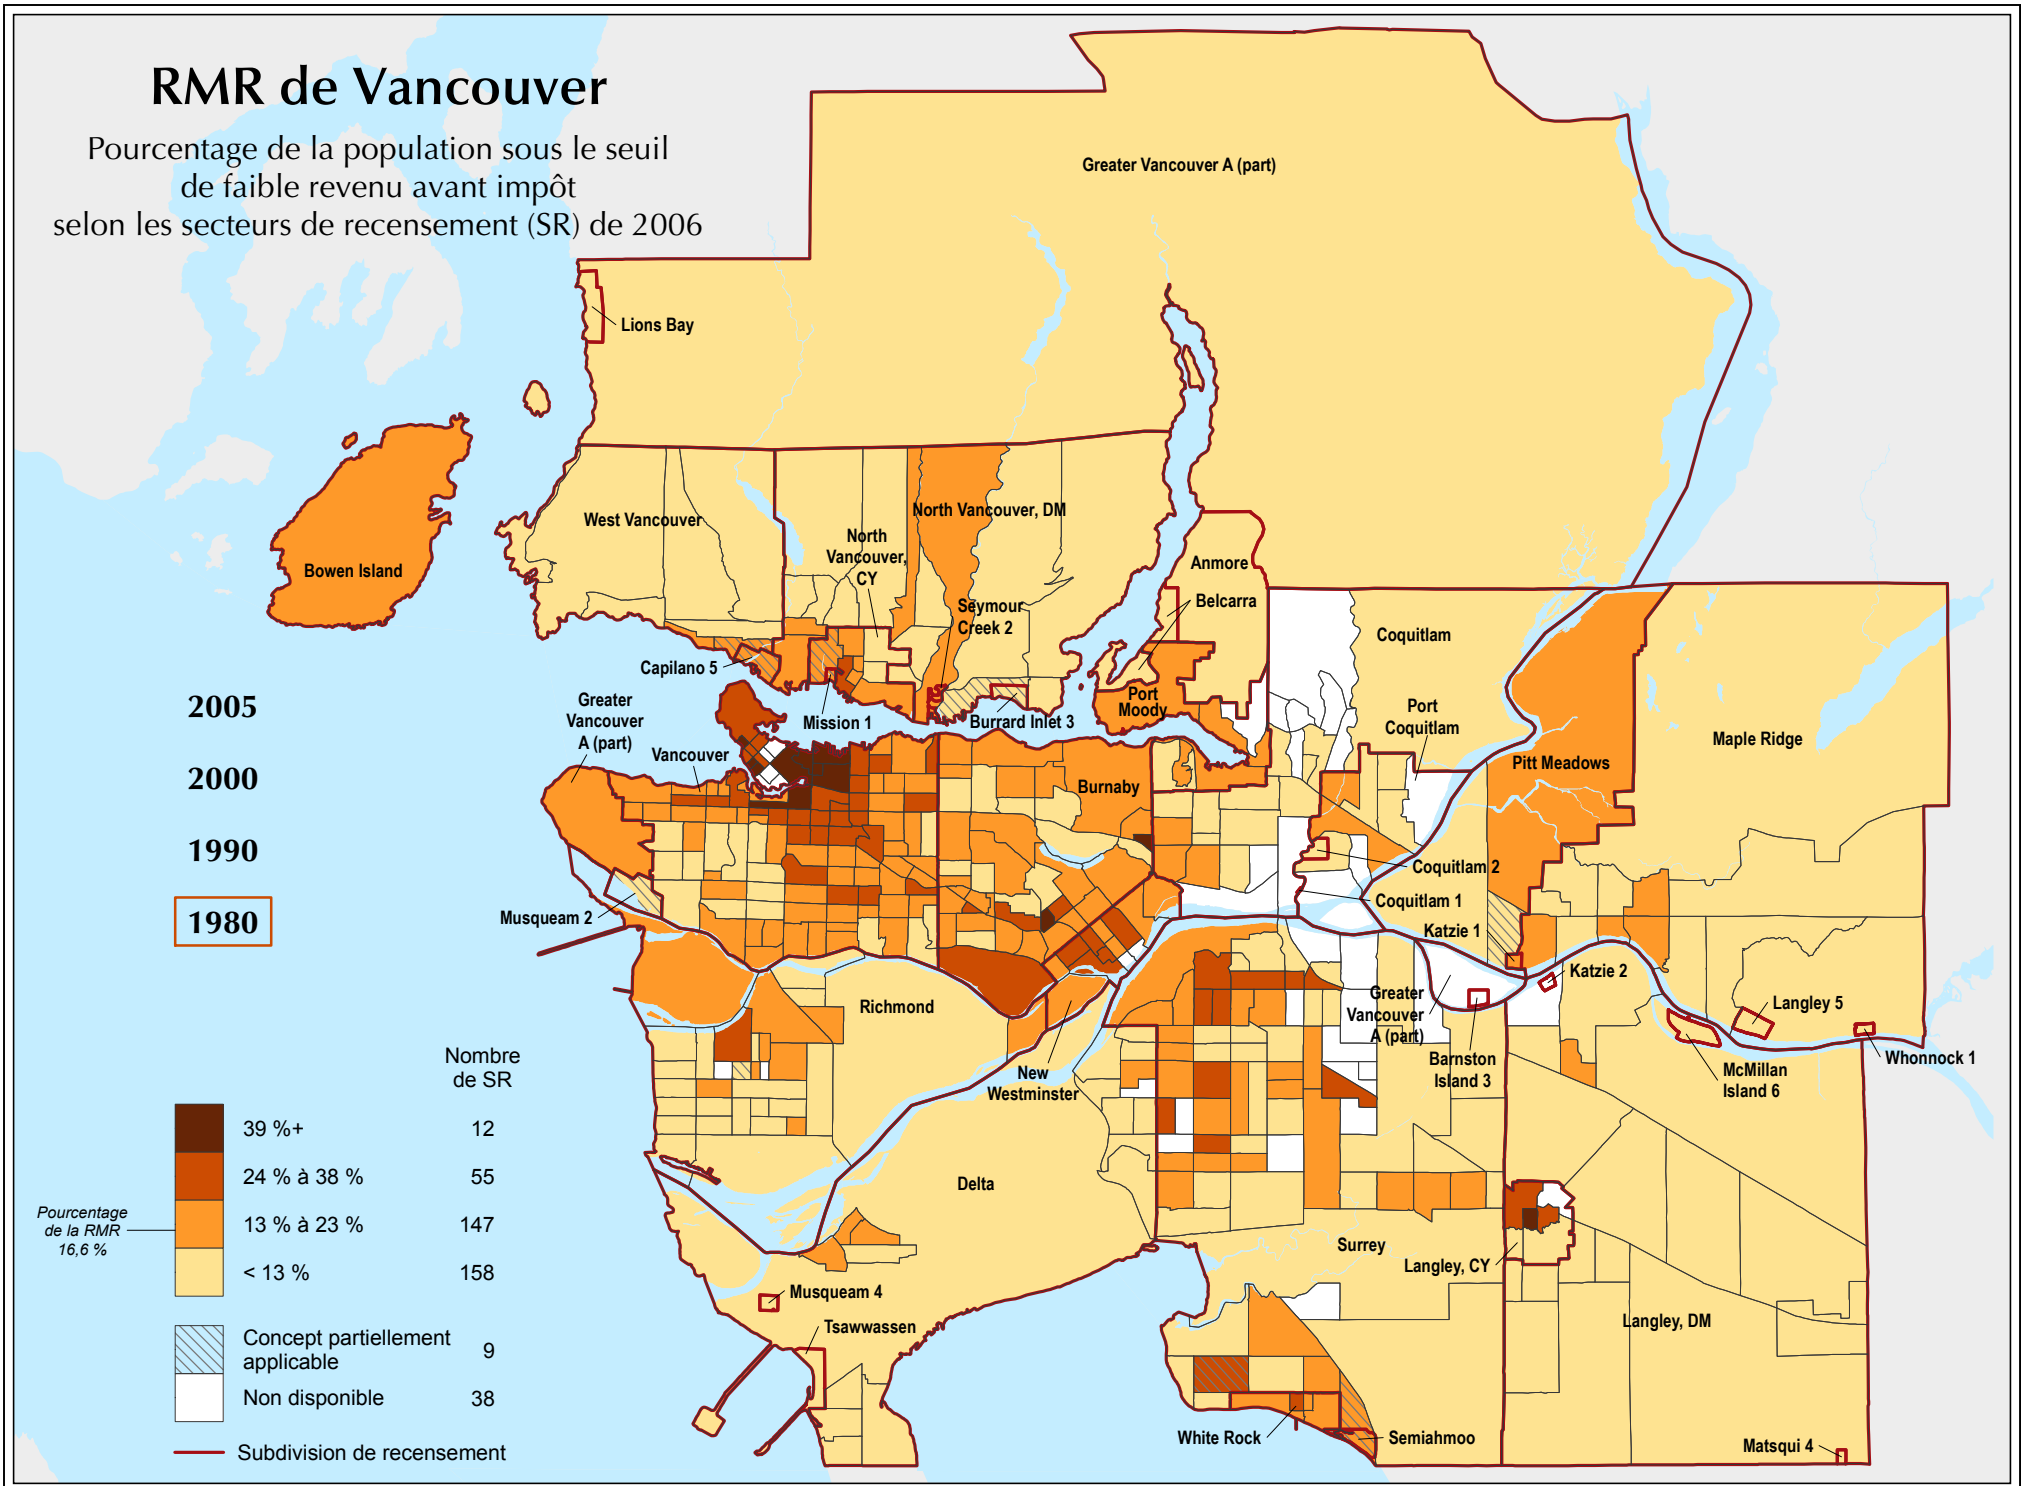 RMR de Vancouver
Pourcentage de la population sous le seuil
de faible revenu avant impôt
selon les secteurs de recensement (SR) de 2006
Greater Vancouver A (part)
Lions Bay
Bowen Island
West Vancouver
North
Vancouver,
CY
North Vancouver, DM
Seymour
Creek 2
Anmore
Belcarra
Coquitlam
Capilano 5
Mission 1
Burrard Inlet 3
Port
Moody
Port
Coquitlam
Greater
Vancouver
A (part)
Vancouver
Burnaby
Pitt Meadows
Maple Ridge
2005
2000
1990
1980
Musqueam 2
Coquitlam 2
Coquitlam 1
Katzie 1
Katzie 2
Richmond
Greater
Vancouver
A (part)
Langley 5
Barnston
Island 3
McMillan
Island 6
Whonnock 1
New
Westminster
Delta
Surrey
Langley, CY
Langley, DM
Musqueam 4
Tsawwassen
White Rock
Semiahmoo
Matsqui 4
Nombre
de SR
39 %+ 12
24 % à 38 % 55
13 % à 23 % 147
< 13 % 158
Pourcentage
de la RMR
16,6 %
Concept partiellement
applicable 9
Non disponible 38
Subdivision de recensement